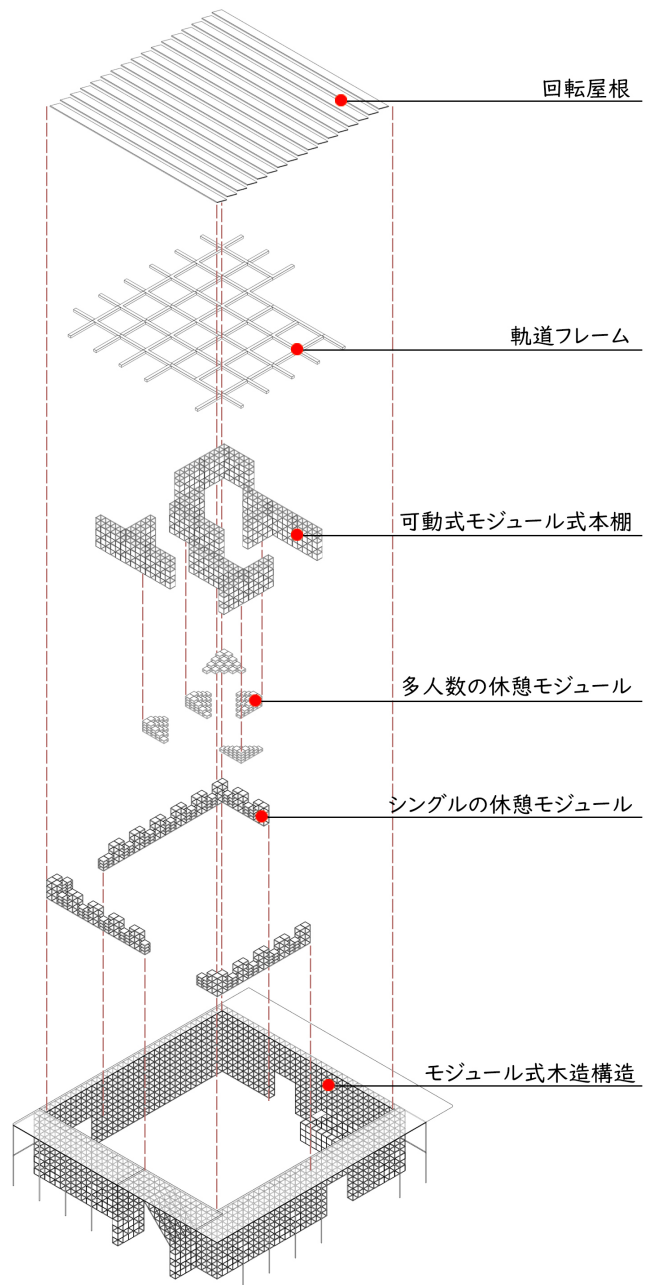 回転屋根
軌道フレーム
可動式モジュール式本棚
多人数の休憩モジュール
シングルの休憩モジュール
モジュール式木造構造